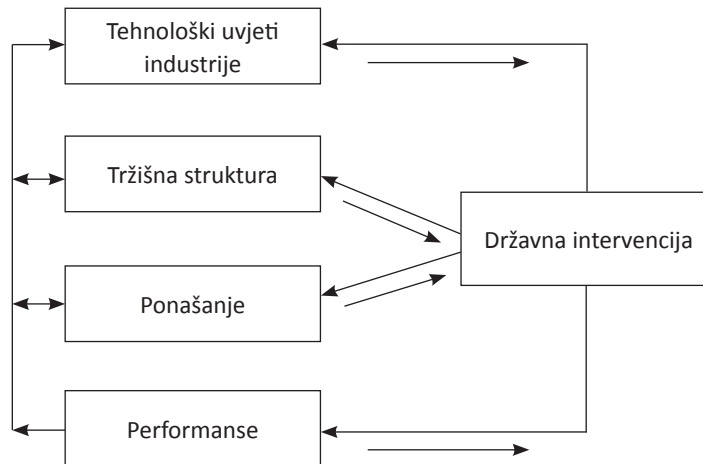 Tehnološki uvjeti
industrije
Tržišna struktura
Državna intervencija
Ponašanje
Performanse